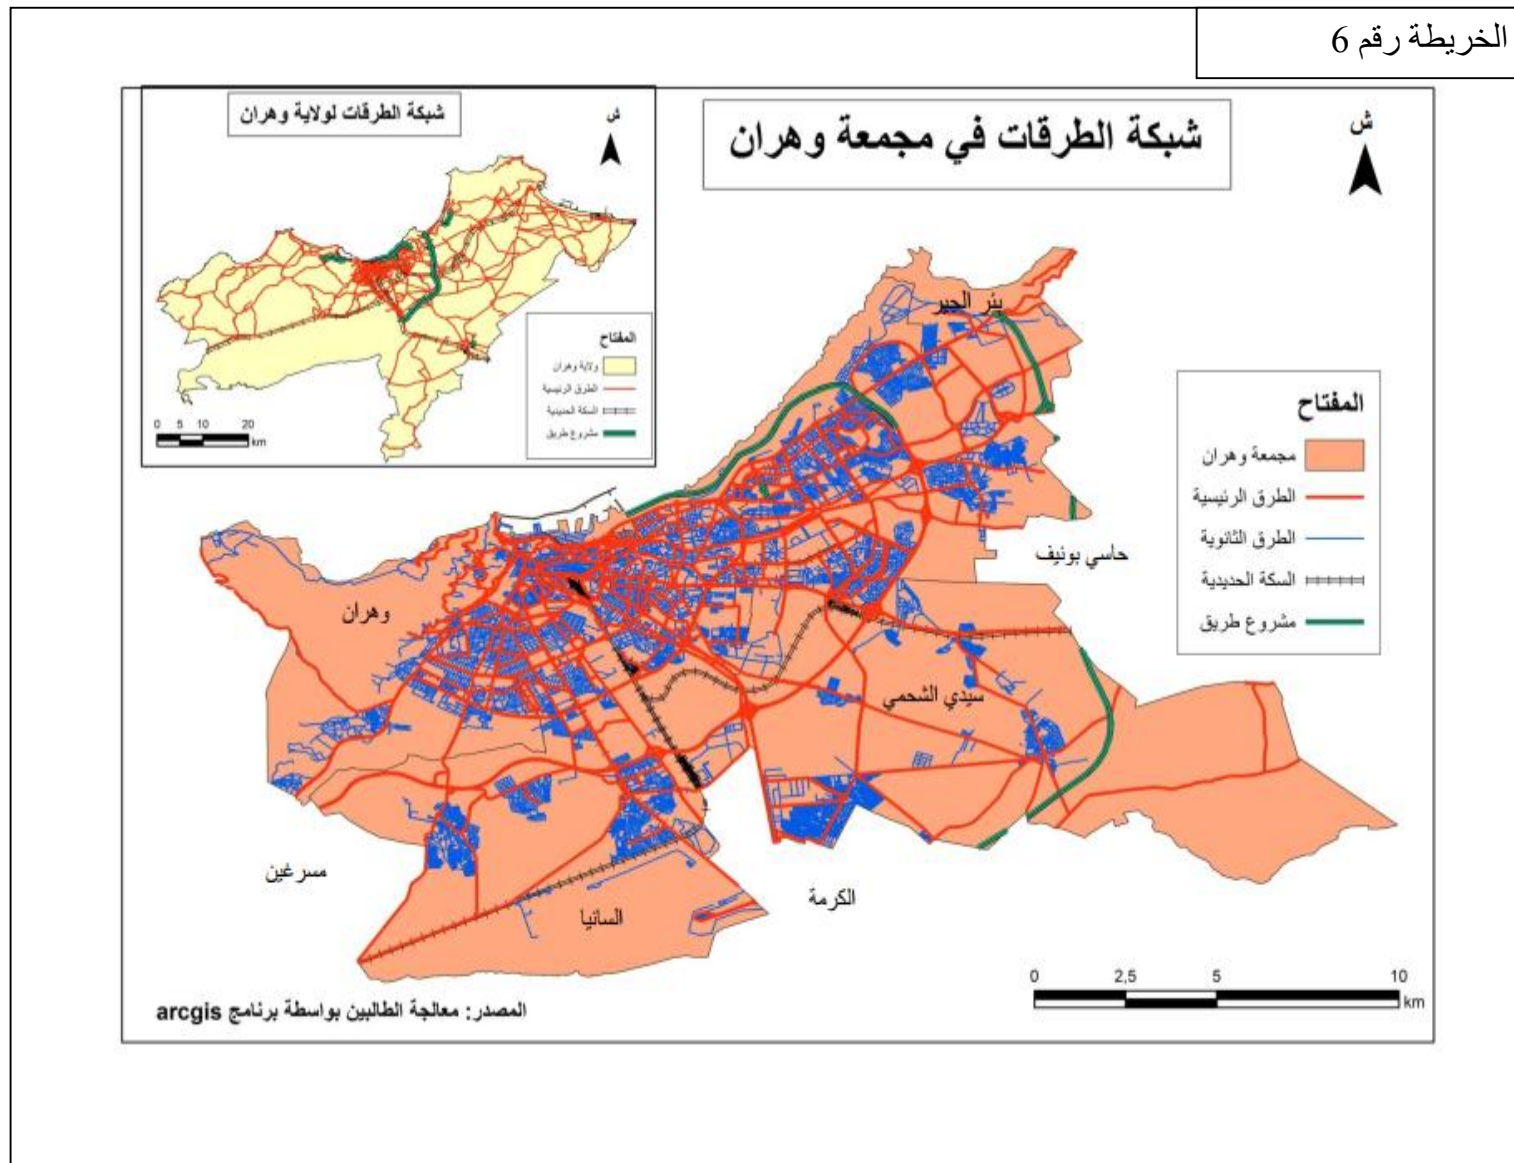 الخريطة رقم 6
شبكة الطرقات في مجمعة وهران
ش
شبكة الطرقات لولاية وهران
ش
المفتاح
ولاية وهران
الطرق الرئيسية
السكة الحديدية
مشروع طريق
0 5 10 20
km
المفتاح
مجمعة وهران
الطرق الرئيسية
الطرق الثانوية
السكة الحديدية
مشروع طريق
بئر الجير
حاسي بونيف
وهران
سيدي الشحمي
مسرغين
الكرمة
السانيا
0 2,5 5 10
km
المصدر: معالجة الطالبين بواسطة برنامج arcgis